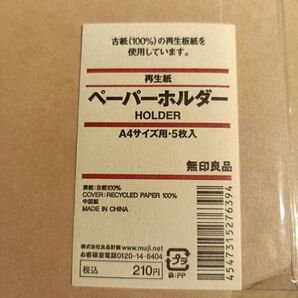 古紙(100%)の再生板紙を
使用しています。
再生紙
ペーパーホルダー
HOLDER
A4サイズ用・5枚入
無印良品
表紙:古紙100%
COVER:RECYCLED PAPER 100%
中国製
MADE IN CHINA
株式会社良品計画 www.muji.net
お客様室電話0120-14-6404
税込 210円
袋:PP
4547315276394